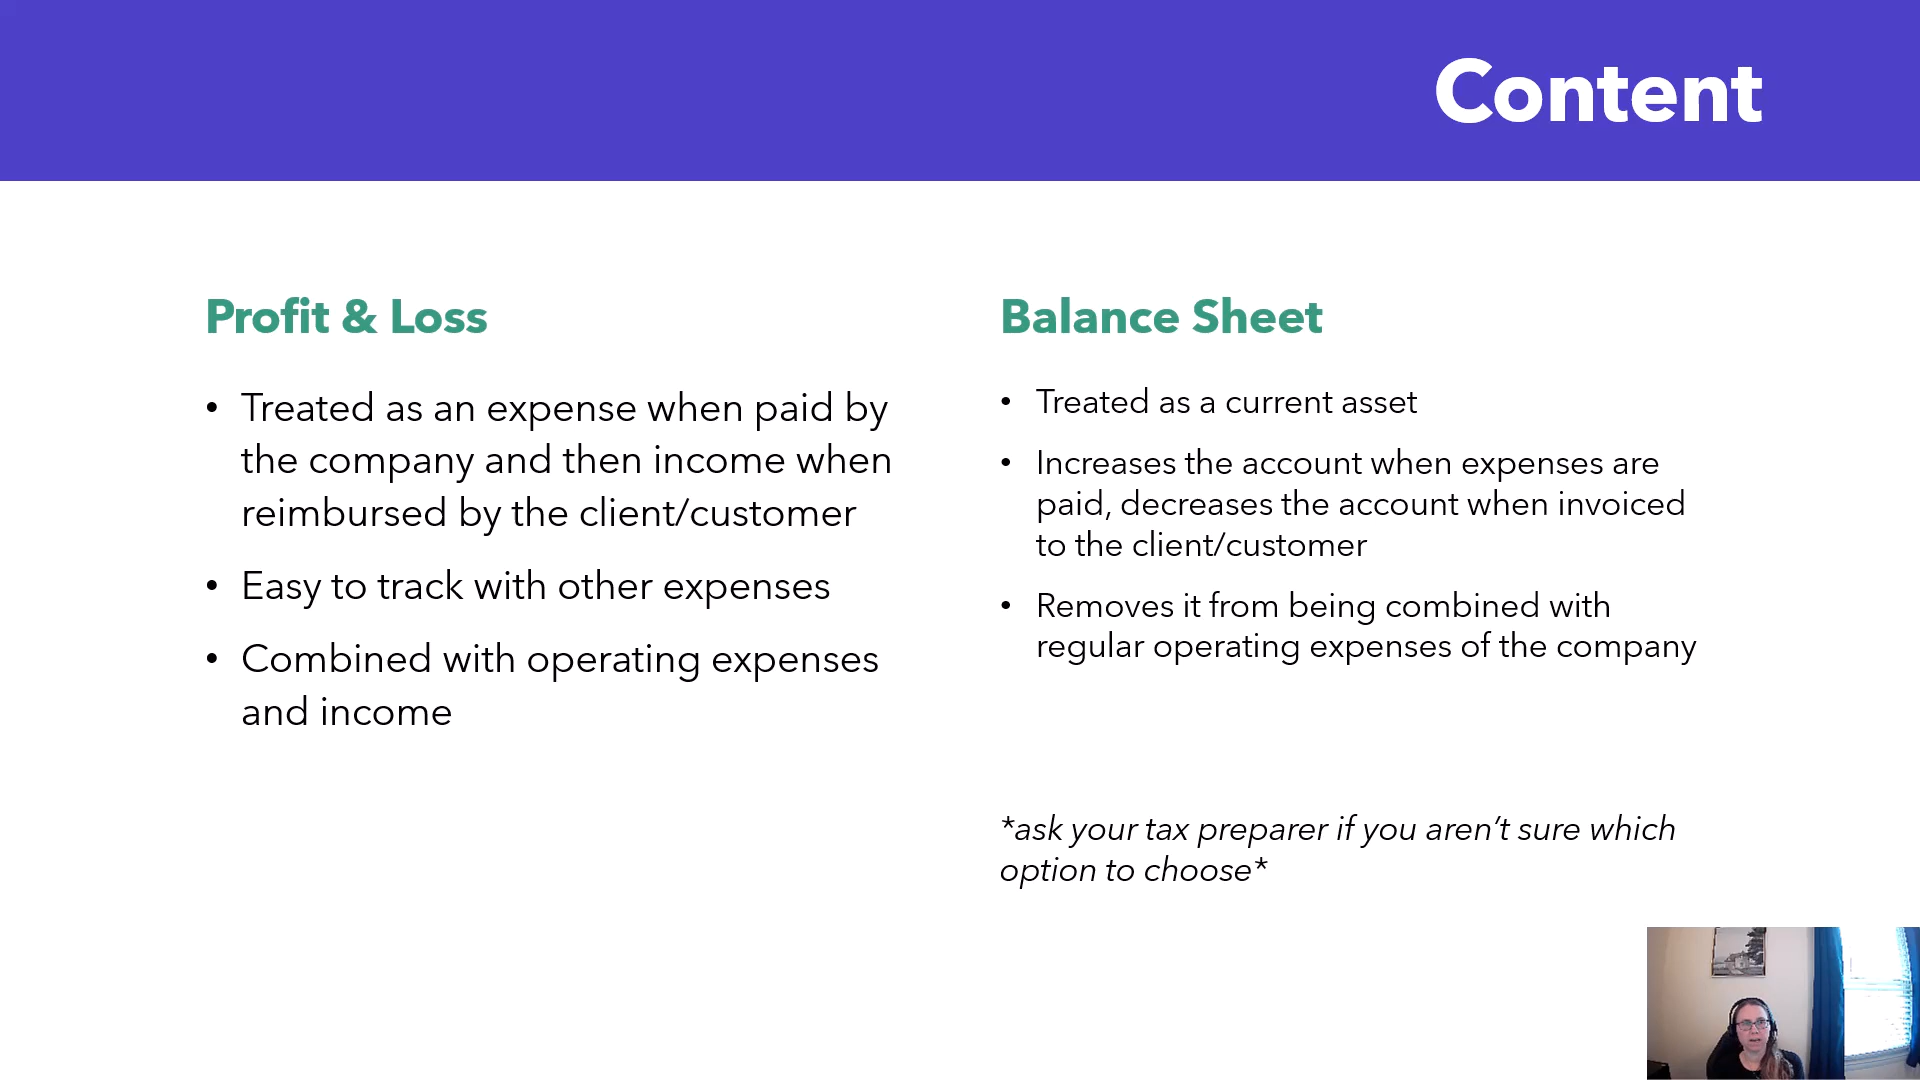 Content
Profit & Loss
• Treated as an expense when paid by
the company and then income when
reimbursed by the client/customer
• Easy to track with other expenses
• Combined with operating expenses
and income
Balance Sheet
• Treated as a current asset
• Increases the account when expenses are
paid, decreases the account when invoiced
to the client/customer
• Removes it from being combined with
regular operating expenses of the company
*ask your tax preparer if you aren’t sure which
option to choose*